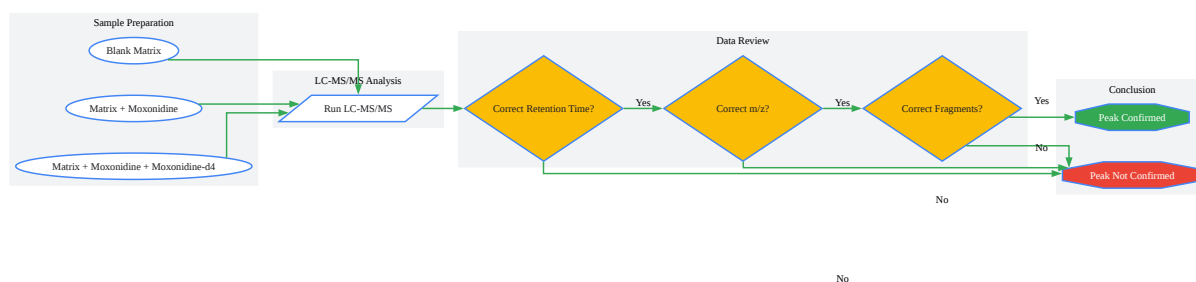 Sample Preparation
Blank Matrix
Matrix + Moxonidine
Matrix + Moxonidine + Moxonidine-d4
LC-MS/MS Analysis
Run LC-MS/MS
Data Review
Correct Retention Time?
Yes
Correct m/z?
Yes
Correct Fragments?
Yes
No
Conclusion
Peak Confirmed
Peak Not Confirmed
No
No